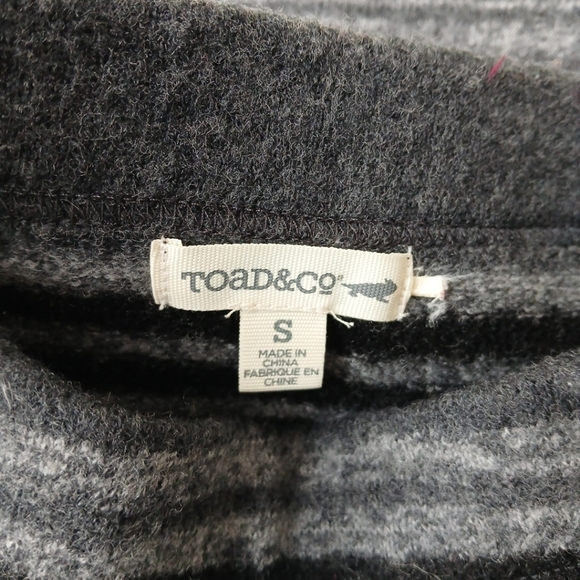 TOAD&CO®
S
MADE IN
CHINA
FABRIQUE EN
CHINE